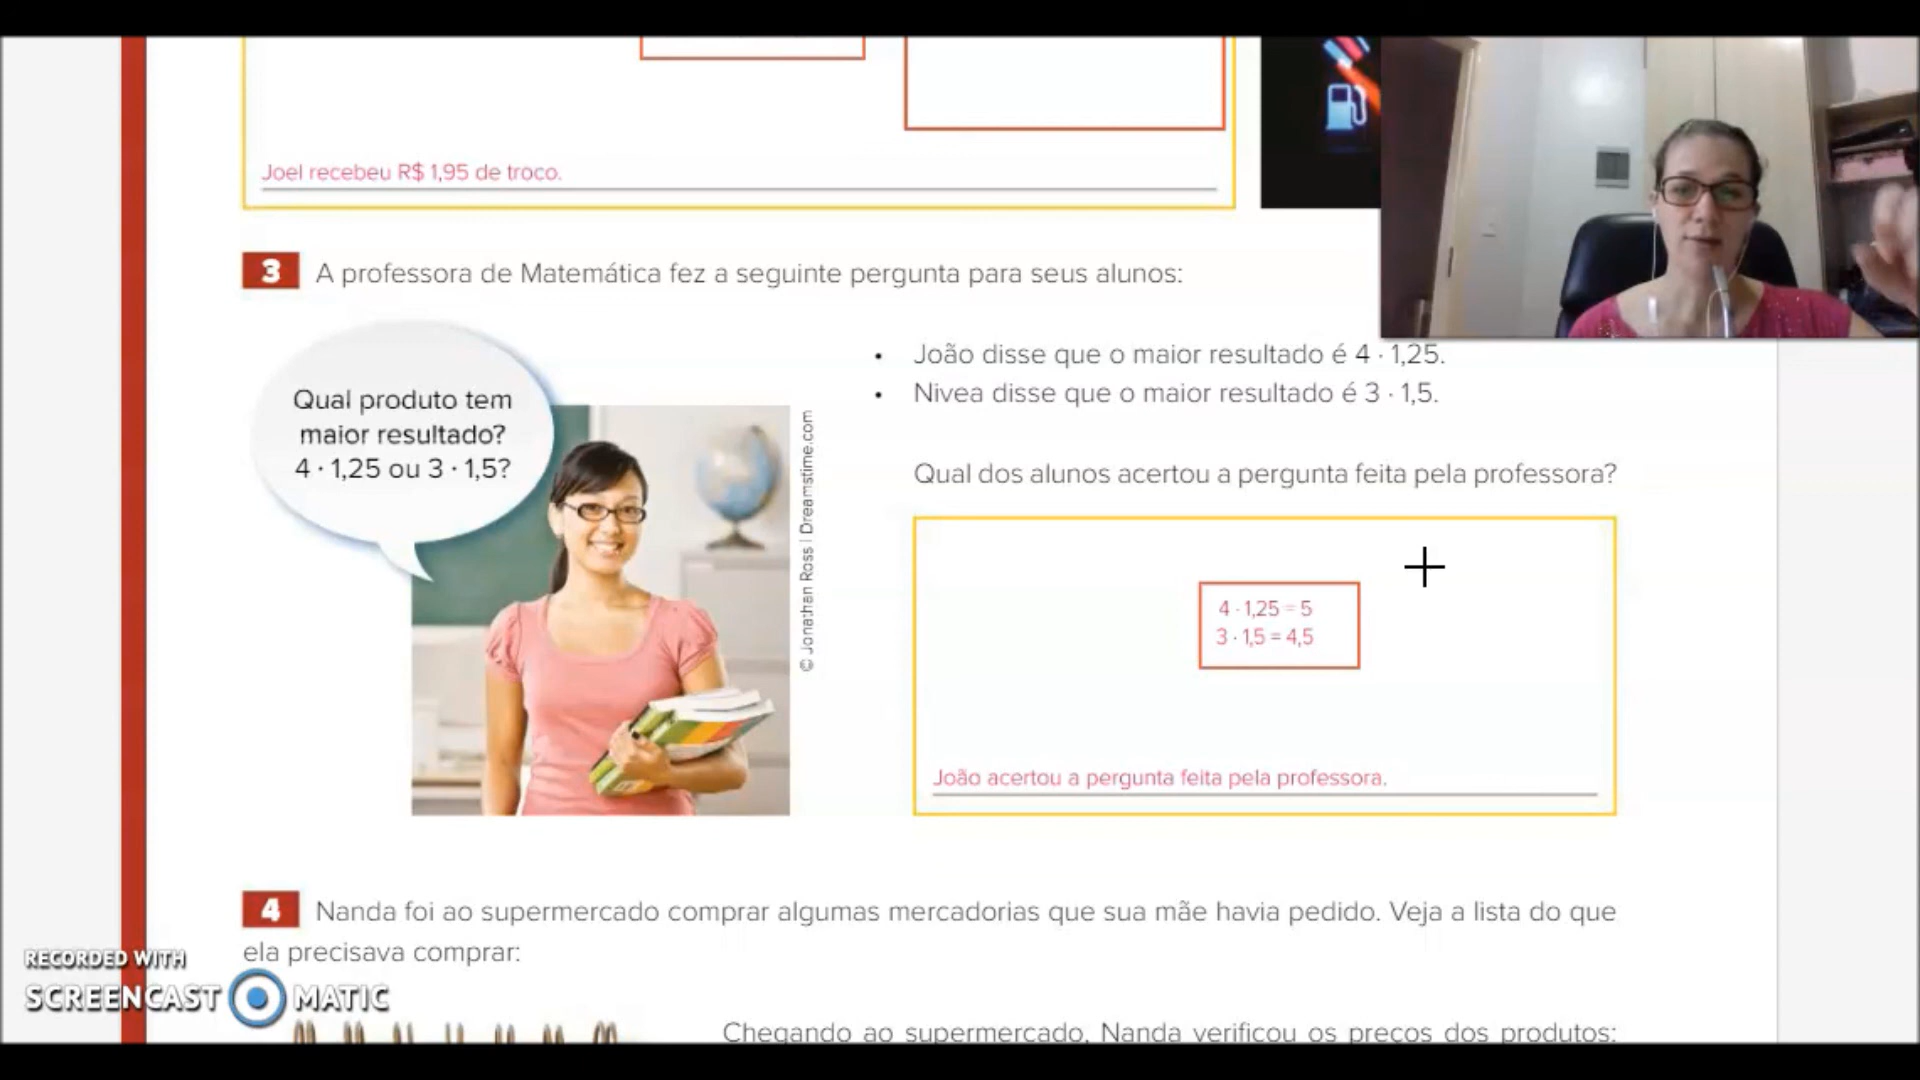 Joel recebeu R$ 1,95 de troco.
3 A professora de Matemática fez a seguinte pergunta para seus alunos:
Qual produto tem
maior resultado?
4 · 1,25 ou 3 · 1,5?
© Jonathan Ross | Dreamstime.com
• João disse que o maior resultado é 4 · 1,25.
• Nivea disse que o maior resultado é 3 · 1,5.
Qual dos alunos acertou a pergunta feita pela professora?
4 · 1,25 = 5
3 · 1,5 = 4,5
João acertou a pergunta feita pela professora.
4 Nanda foi ao supermercado comprar algumas mercadorias que sua mãe havia pedido. Veja a lista do que
ela precisava comprar:
Chegando ao supermercado, Nanda verificou os preços dos produtos:
RECORDED WITH
SCREENCAST MATIC